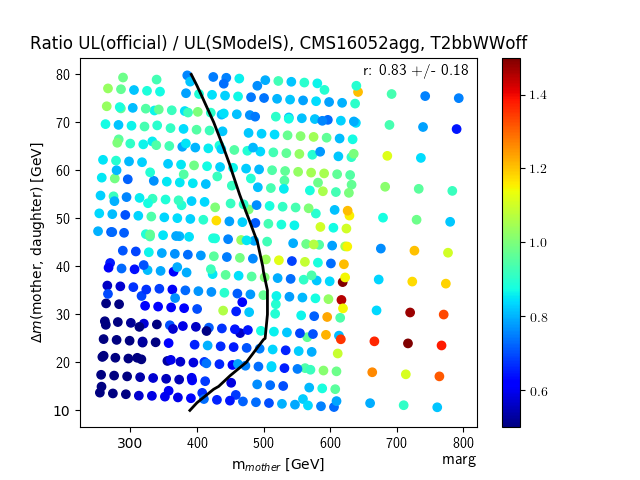 Ratio UL(official) / UL(SModelS), CMS16052agg, T2bbWWoff
r: 0.83 +/- 0.18
80
70
60
50
40
30
20
10
Δm(mother, daughter) [GeV]
300 400 500 600 700 800
m_mother [GeV]
marg
1.4
1.2
1.0
0.8
0.6